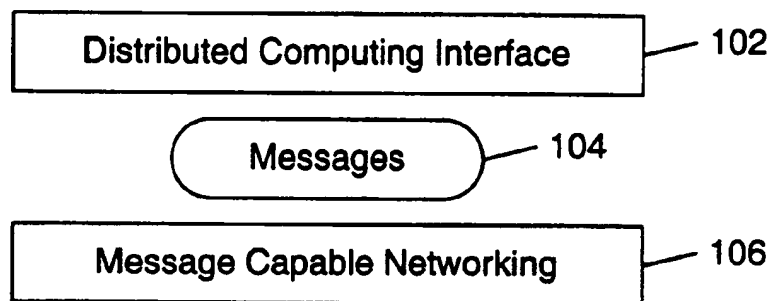 Distributed Computing Interface 102
Messages 104
Message Capable Networking 106